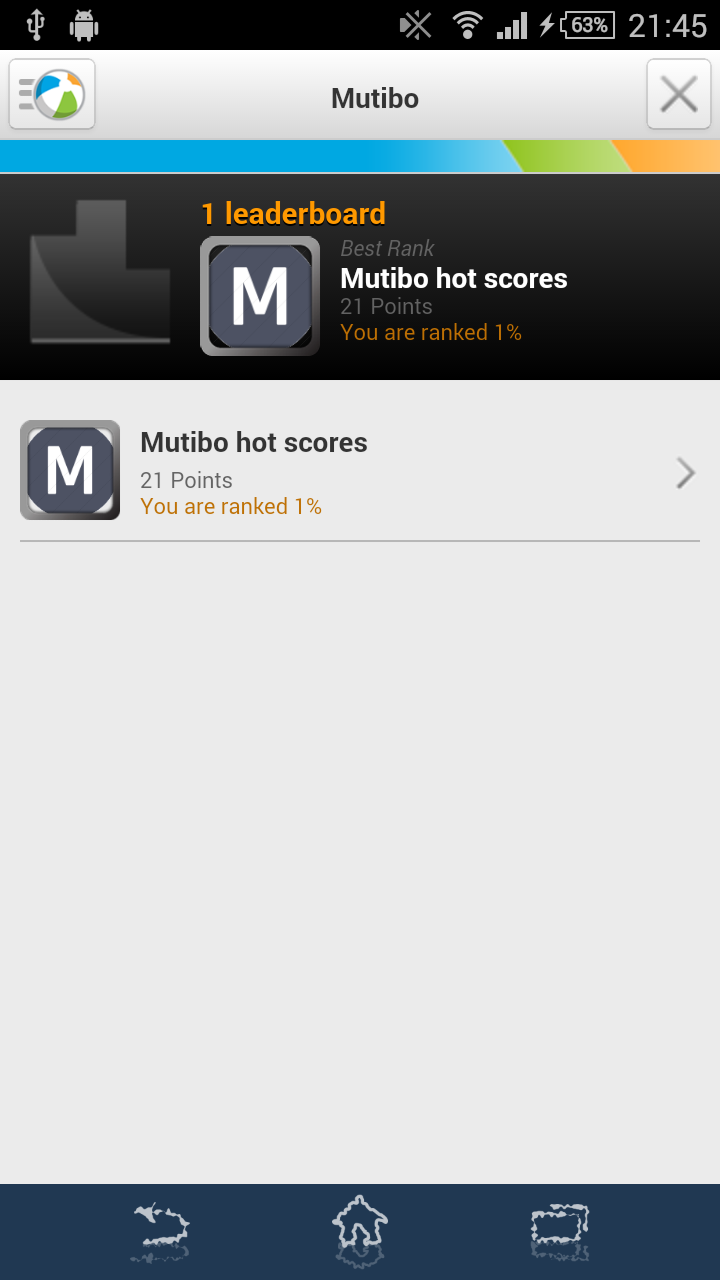 63% 21:45
Mutibo
1 leaderboard
Best Rank
M
Mutibo hot scores
21 Points
You are ranked 1%
M
Mutibo hot scores
21 Points
You are ranked 1%